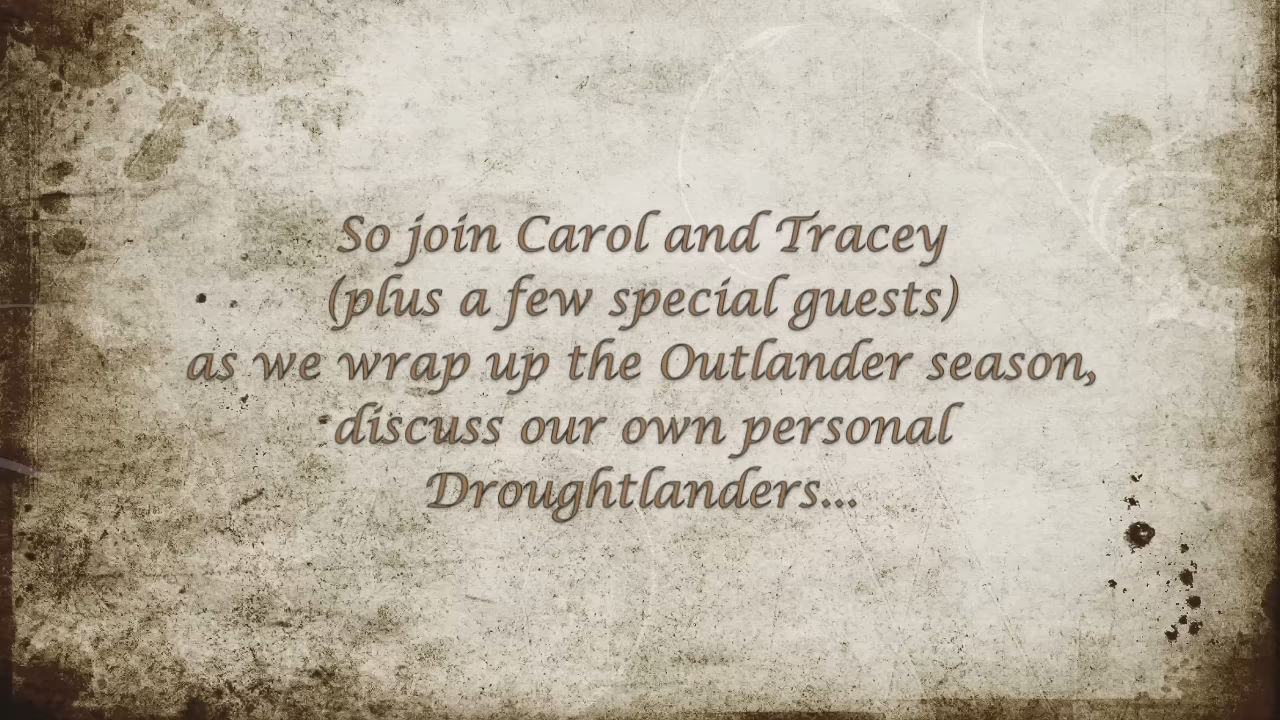 So join Carol and Tracey
(plus a few special guests)
as we wrap up the Outlander season,
discuss our own personal
Droughtlanders...